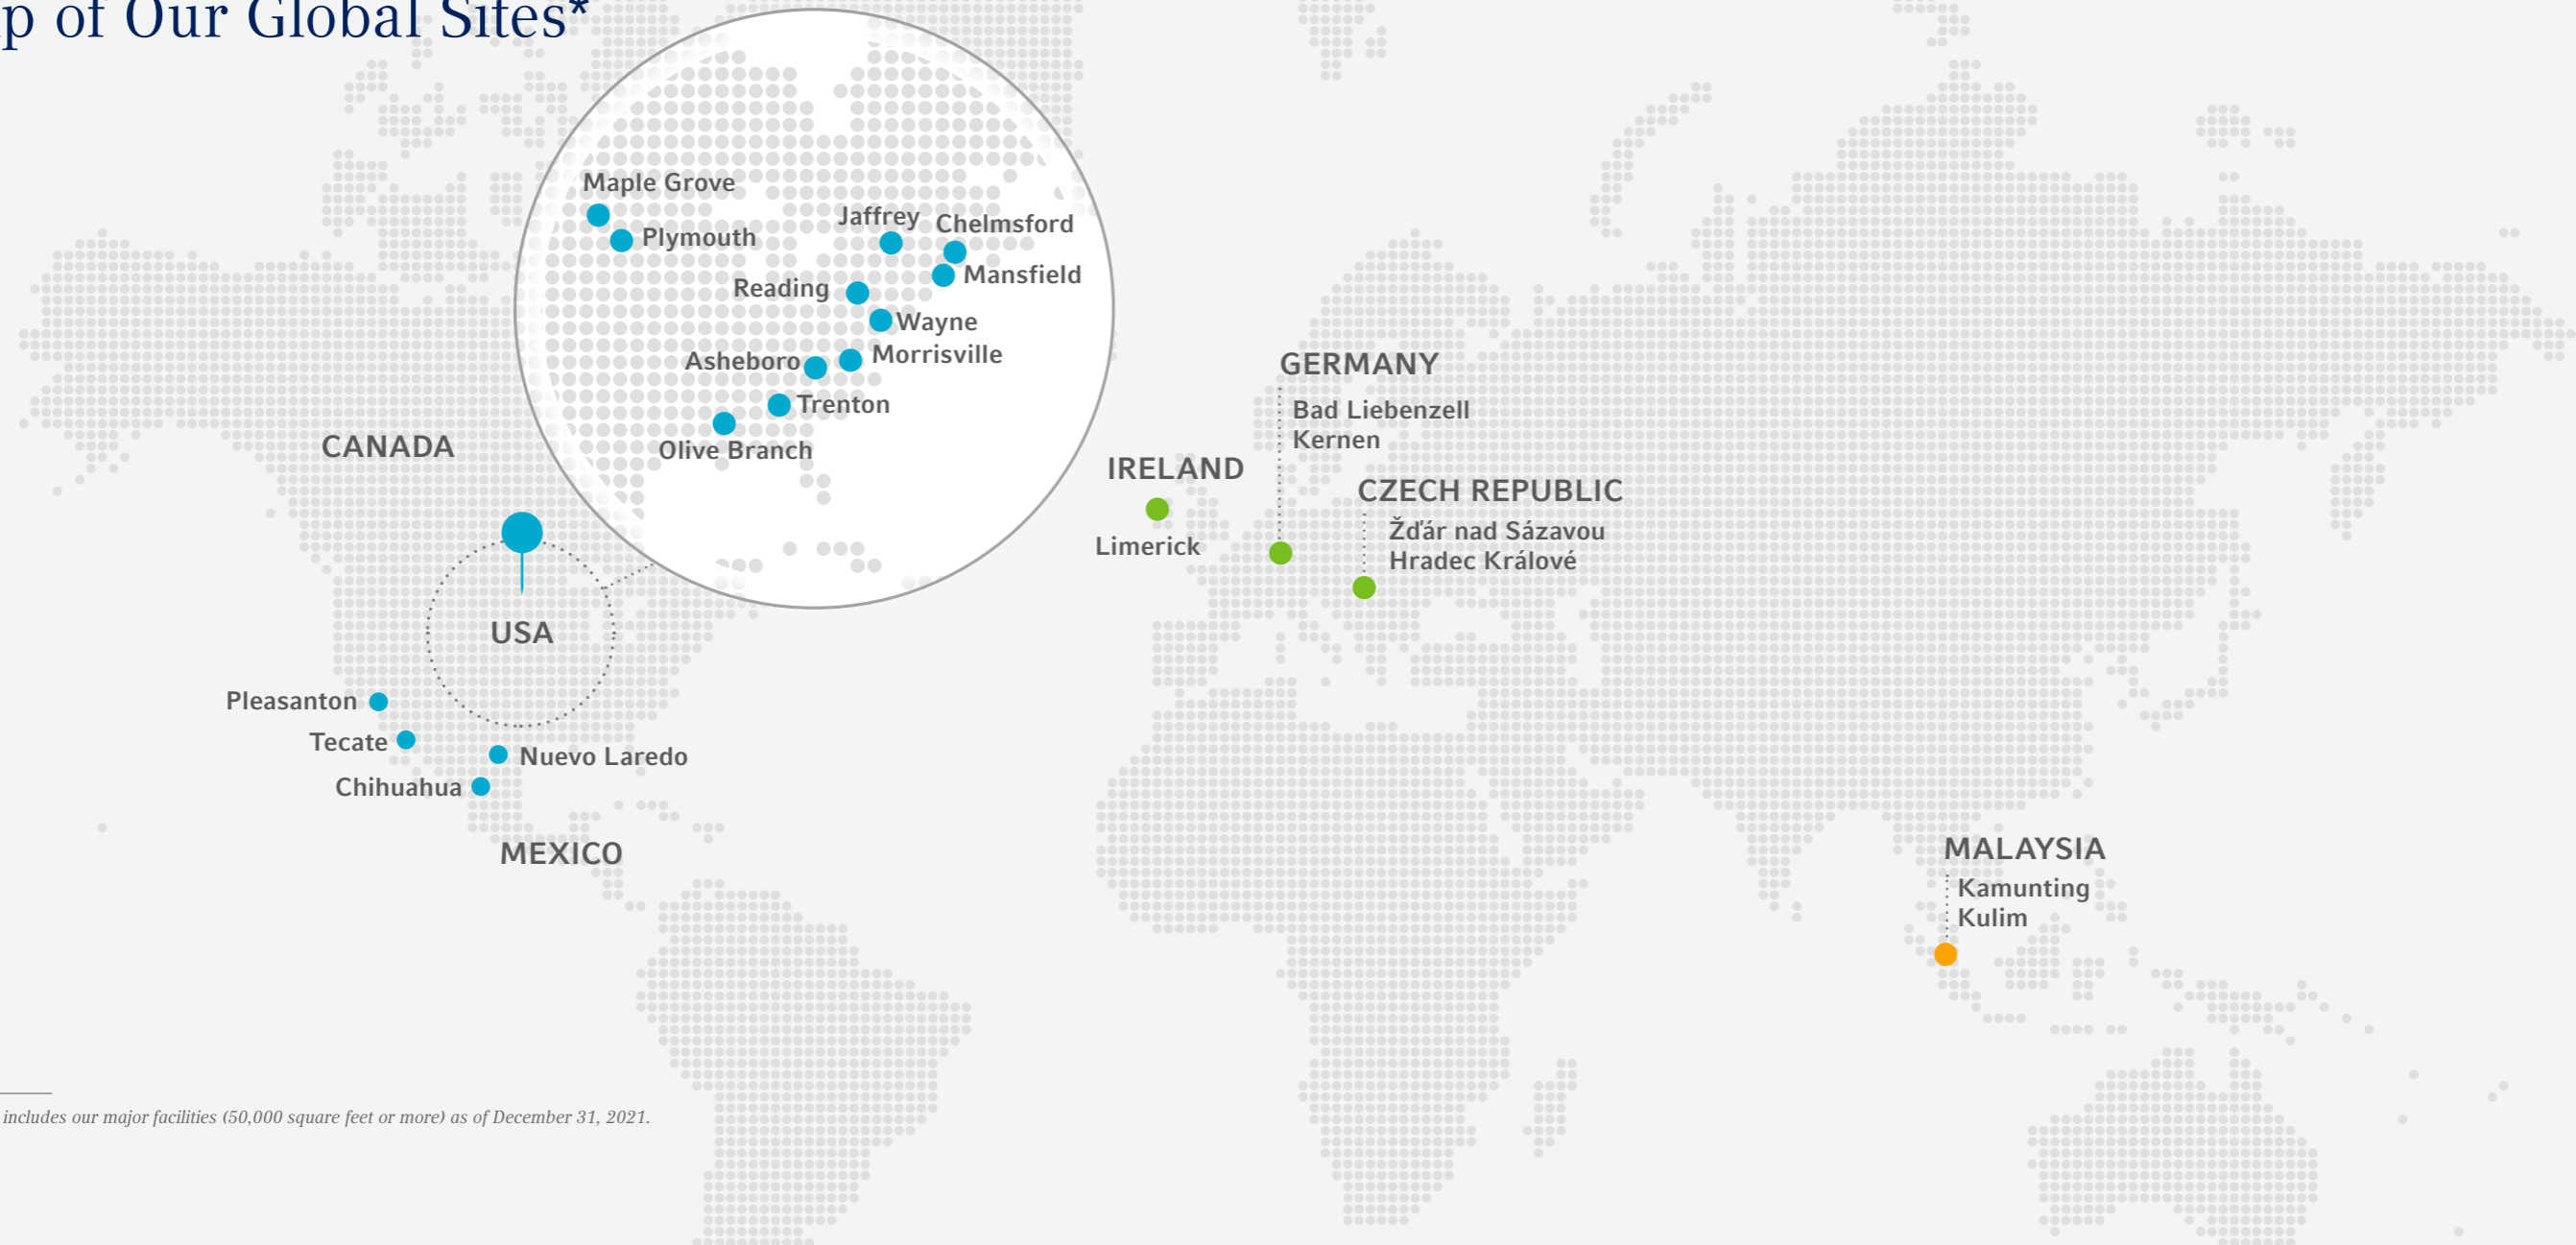 p of Our Global Sites*
Maple Grove
Plymouth
Jaffrey
Chelmsford
Mansfield
Reading
Wayne
Asheboro
Morrisville
Trenton
Olive Branch
CANADA
USA
Pleasanton
Tecate
Nuevo Laredo
Chihuahua
MEXICO
GERMANY
Bad Liebenzell
Kernen
IRELAND
Limerick
CZECH REPUBLIC
Žďár nad Sázavou
Hradec Králové
MALAYSIA
Kamunting
Kulim
includes our major facilities (50,000 square feet or more) as of December 31, 2021.